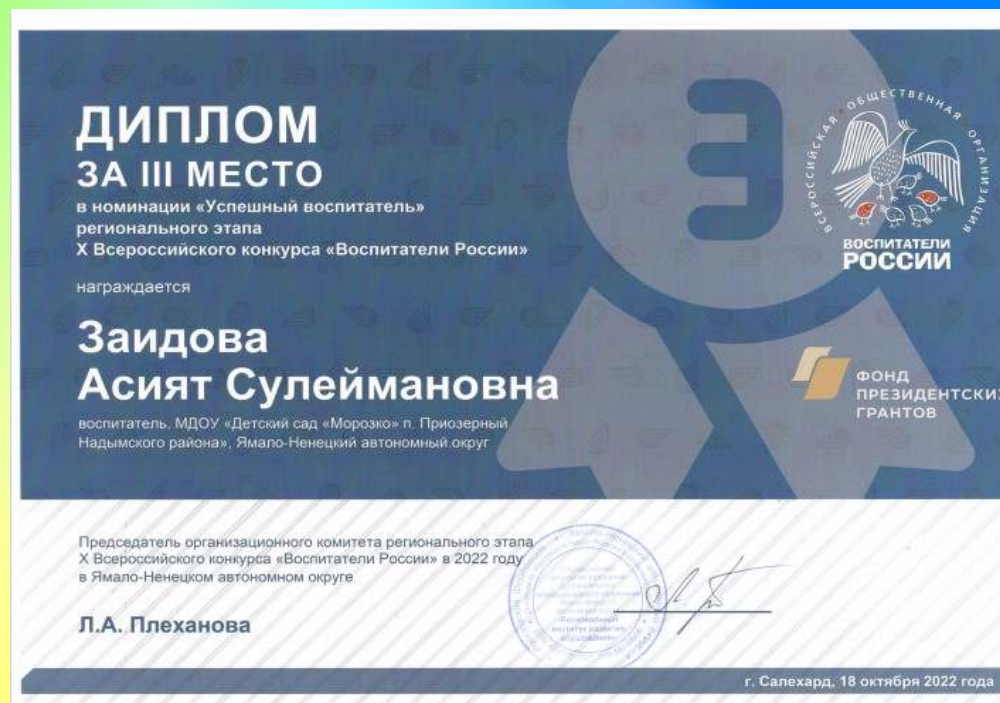 ДИПЛОМ
ЗА III МЕСТО
в номинации «Успешный воспитатель»
регионального этапа
X Всероссийского конкурса «Воспитатели России»
награждается
Заидова
Асият Сулеймановна
воспитатель, МДОУ «Детский сад «Морозко» п. Приозерный
Надымского района», Ямало-Ненецкий автономный округ
3
ВСЕРОССИЙСКАЯ ОБЩЕСТВЕННАЯ ОРГАНИЗАЦИЯ
ВОСПИТАТЕЛИ
РОССИИ
ФОНД
ПРЕЗИДЕНТСКИХ
ГРАНТОВ
Председатель организационного комитета регионального этапа
X Всероссийского конкурса «Воспитатели России» в 2022 году
в Ямало-Ненецком автономном округе
Л.А. Плеханова
г. Салехард, 18 октября 2022 года